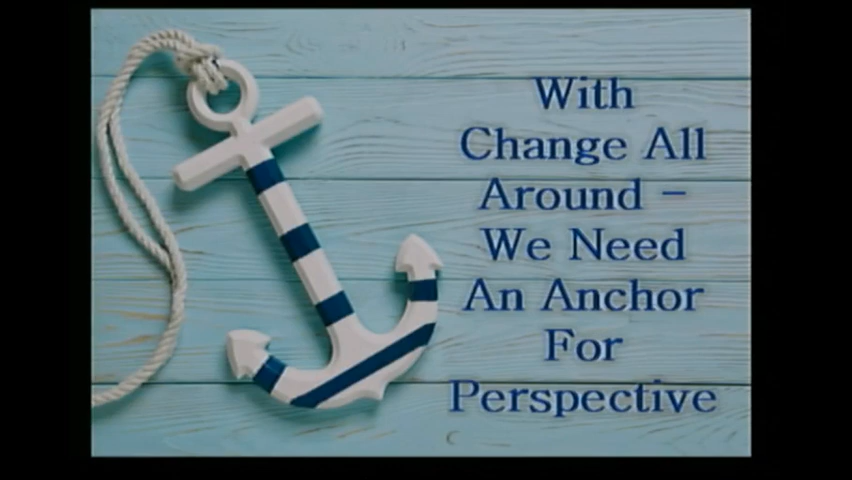 With
Change All
Around –
We Need
An Anchor
For
Perspective